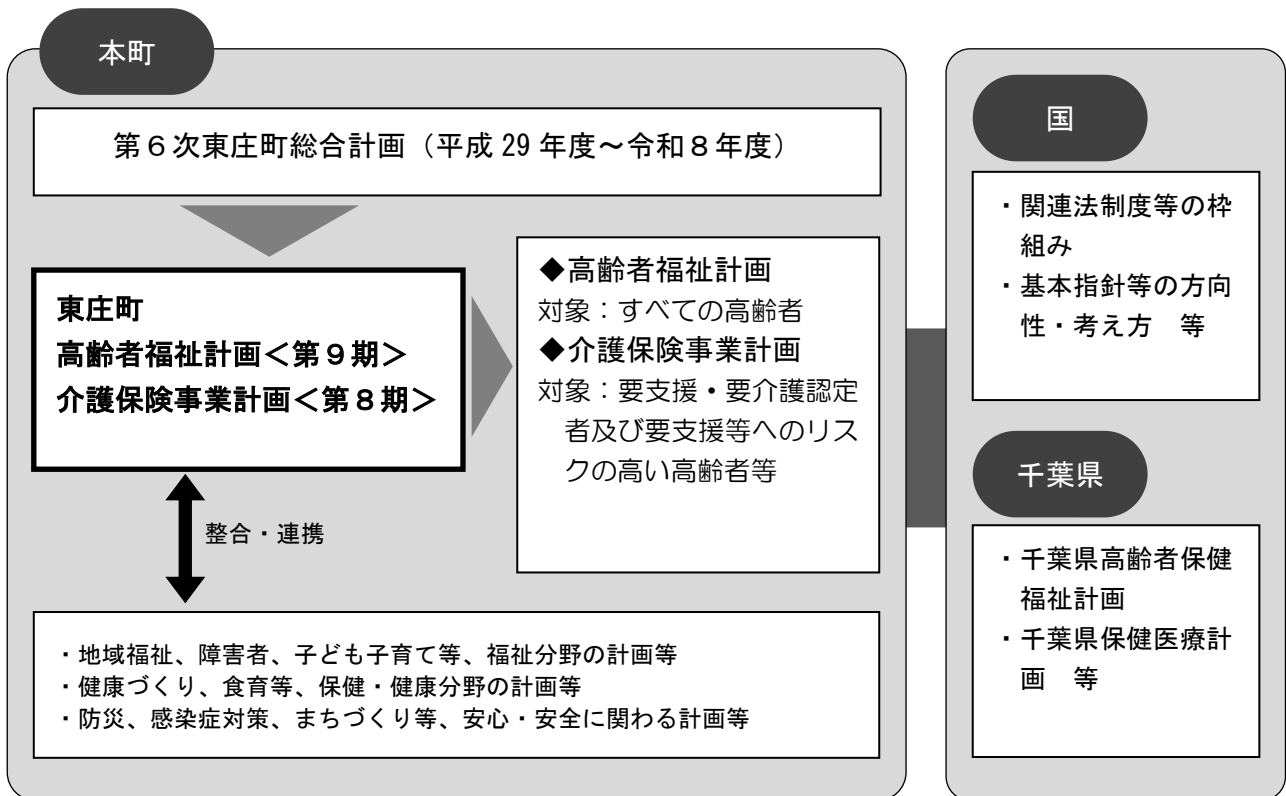 本町
第６次東庄町総合計画（平成 29 年度～令和８年度）
東庄町
高齢者福祉計画＜第９期＞
介護保険事業計画＜第８期＞
◆高齢者福祉計画
対象：すべての高齢者
◆介護保険事業計画
対象：要支援・要介護認定
者及び要支援等へのリス
クの高い高齢者等
整合・連携
・地域福祉、障害者、子ども子育て等、福祉分野の計画等
・健康づくり、食育等、保健・健康分野の計画等
・防災、感染症対策、まちづくり等、安心・安全に関わる計画等
国
・関連法制度等の枠
組み
・基本指針等の方向
性・考え方　等
千葉県
・千葉県高齢者保健
福祉計画
・千葉県保健医療計
画　等